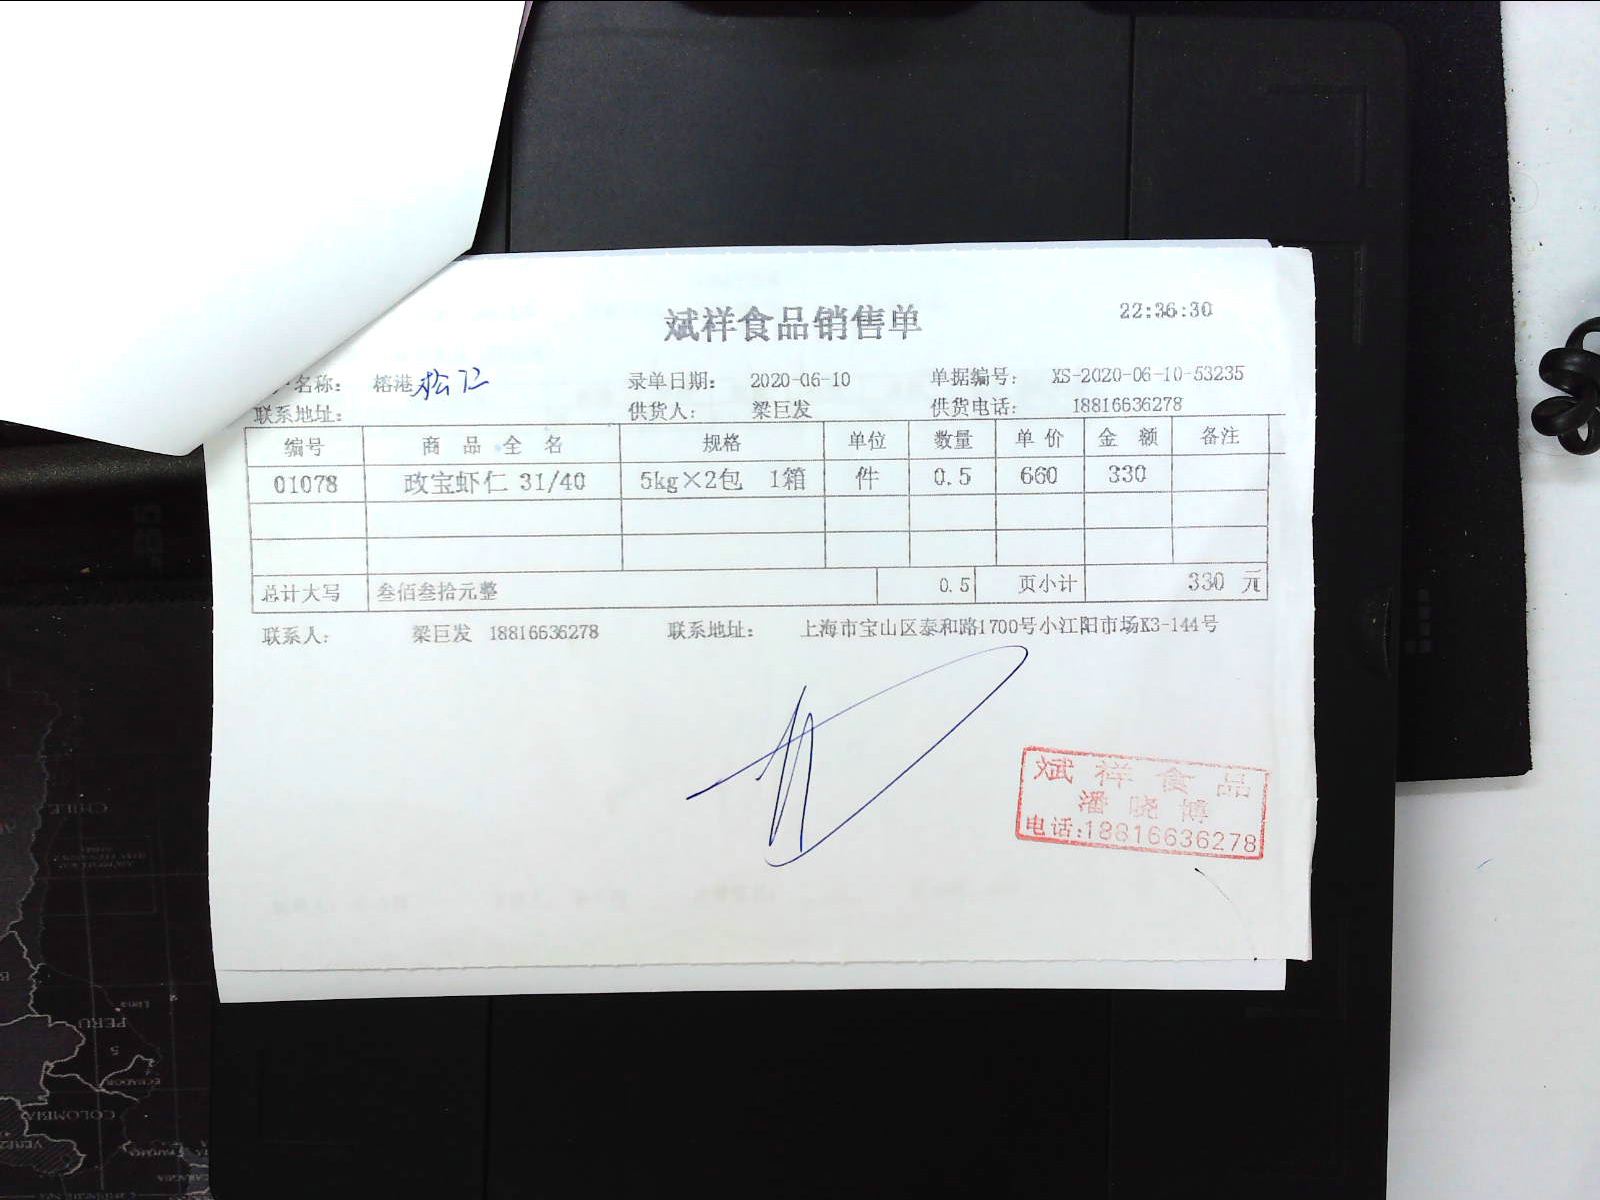 斌祥食品销售单 22:36:30
名称： 榕港松江 录单日期： 2020-06-10 单据编号： XS-2020-06-10-53235
联系地址： 供货人： 梁巨发 供货电话： 18816636278
编号 商 品 全 名 规格 单位 数量 单 价 金 额 备注
01078 政宝虾仁 31/40 5kg×2包 1箱 件 0.5 660 330
总计大写 叁佰叁拾元整 0.5 页小计 330 元
联系人： 梁巨发 18816636278 联系地址： 上海市宝山区泰和路1700号小江阳市场K3-144号
斌祥食品
潘晓博
电话:18816636278
CHILE
PERU
COLOMBIA